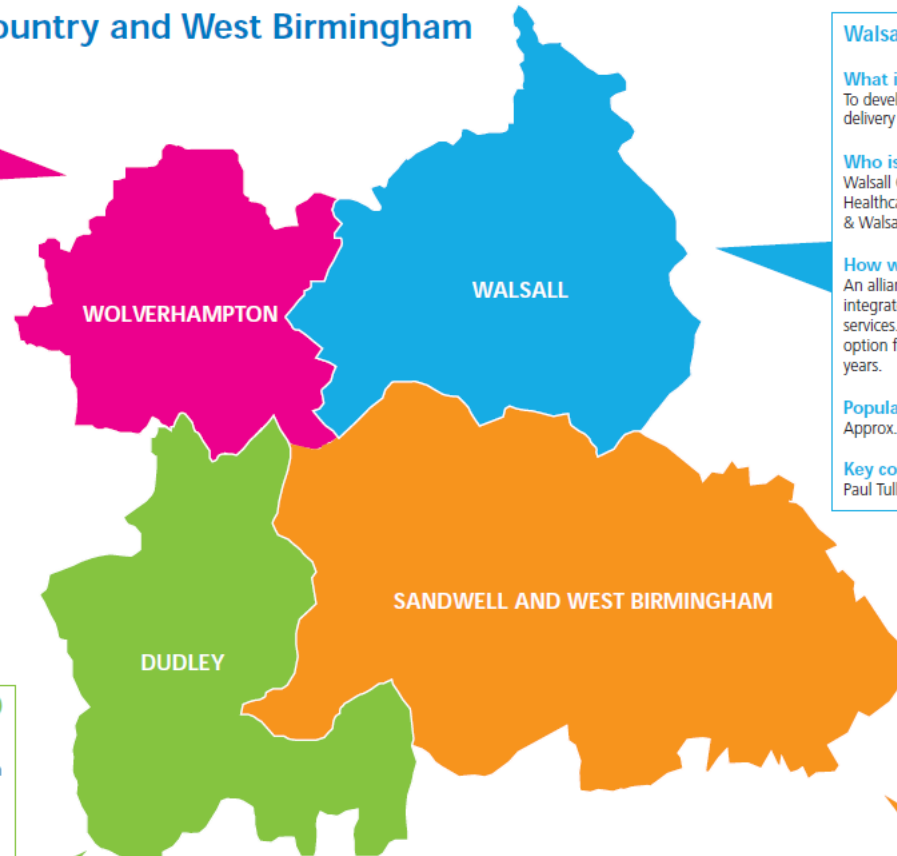 ountry and West Birmingham
WOLVERHAMPTON
WALSALL
SANDWELL AND WEST BIRMINGHAM
DUDLEY
Walsa
What i
To devel
delivery
Who is
Walsall
Healthca
& Walsa
How w
An allian
integrat
services.
option f
years.
Popula
Approx.
Key co
Paul Tull